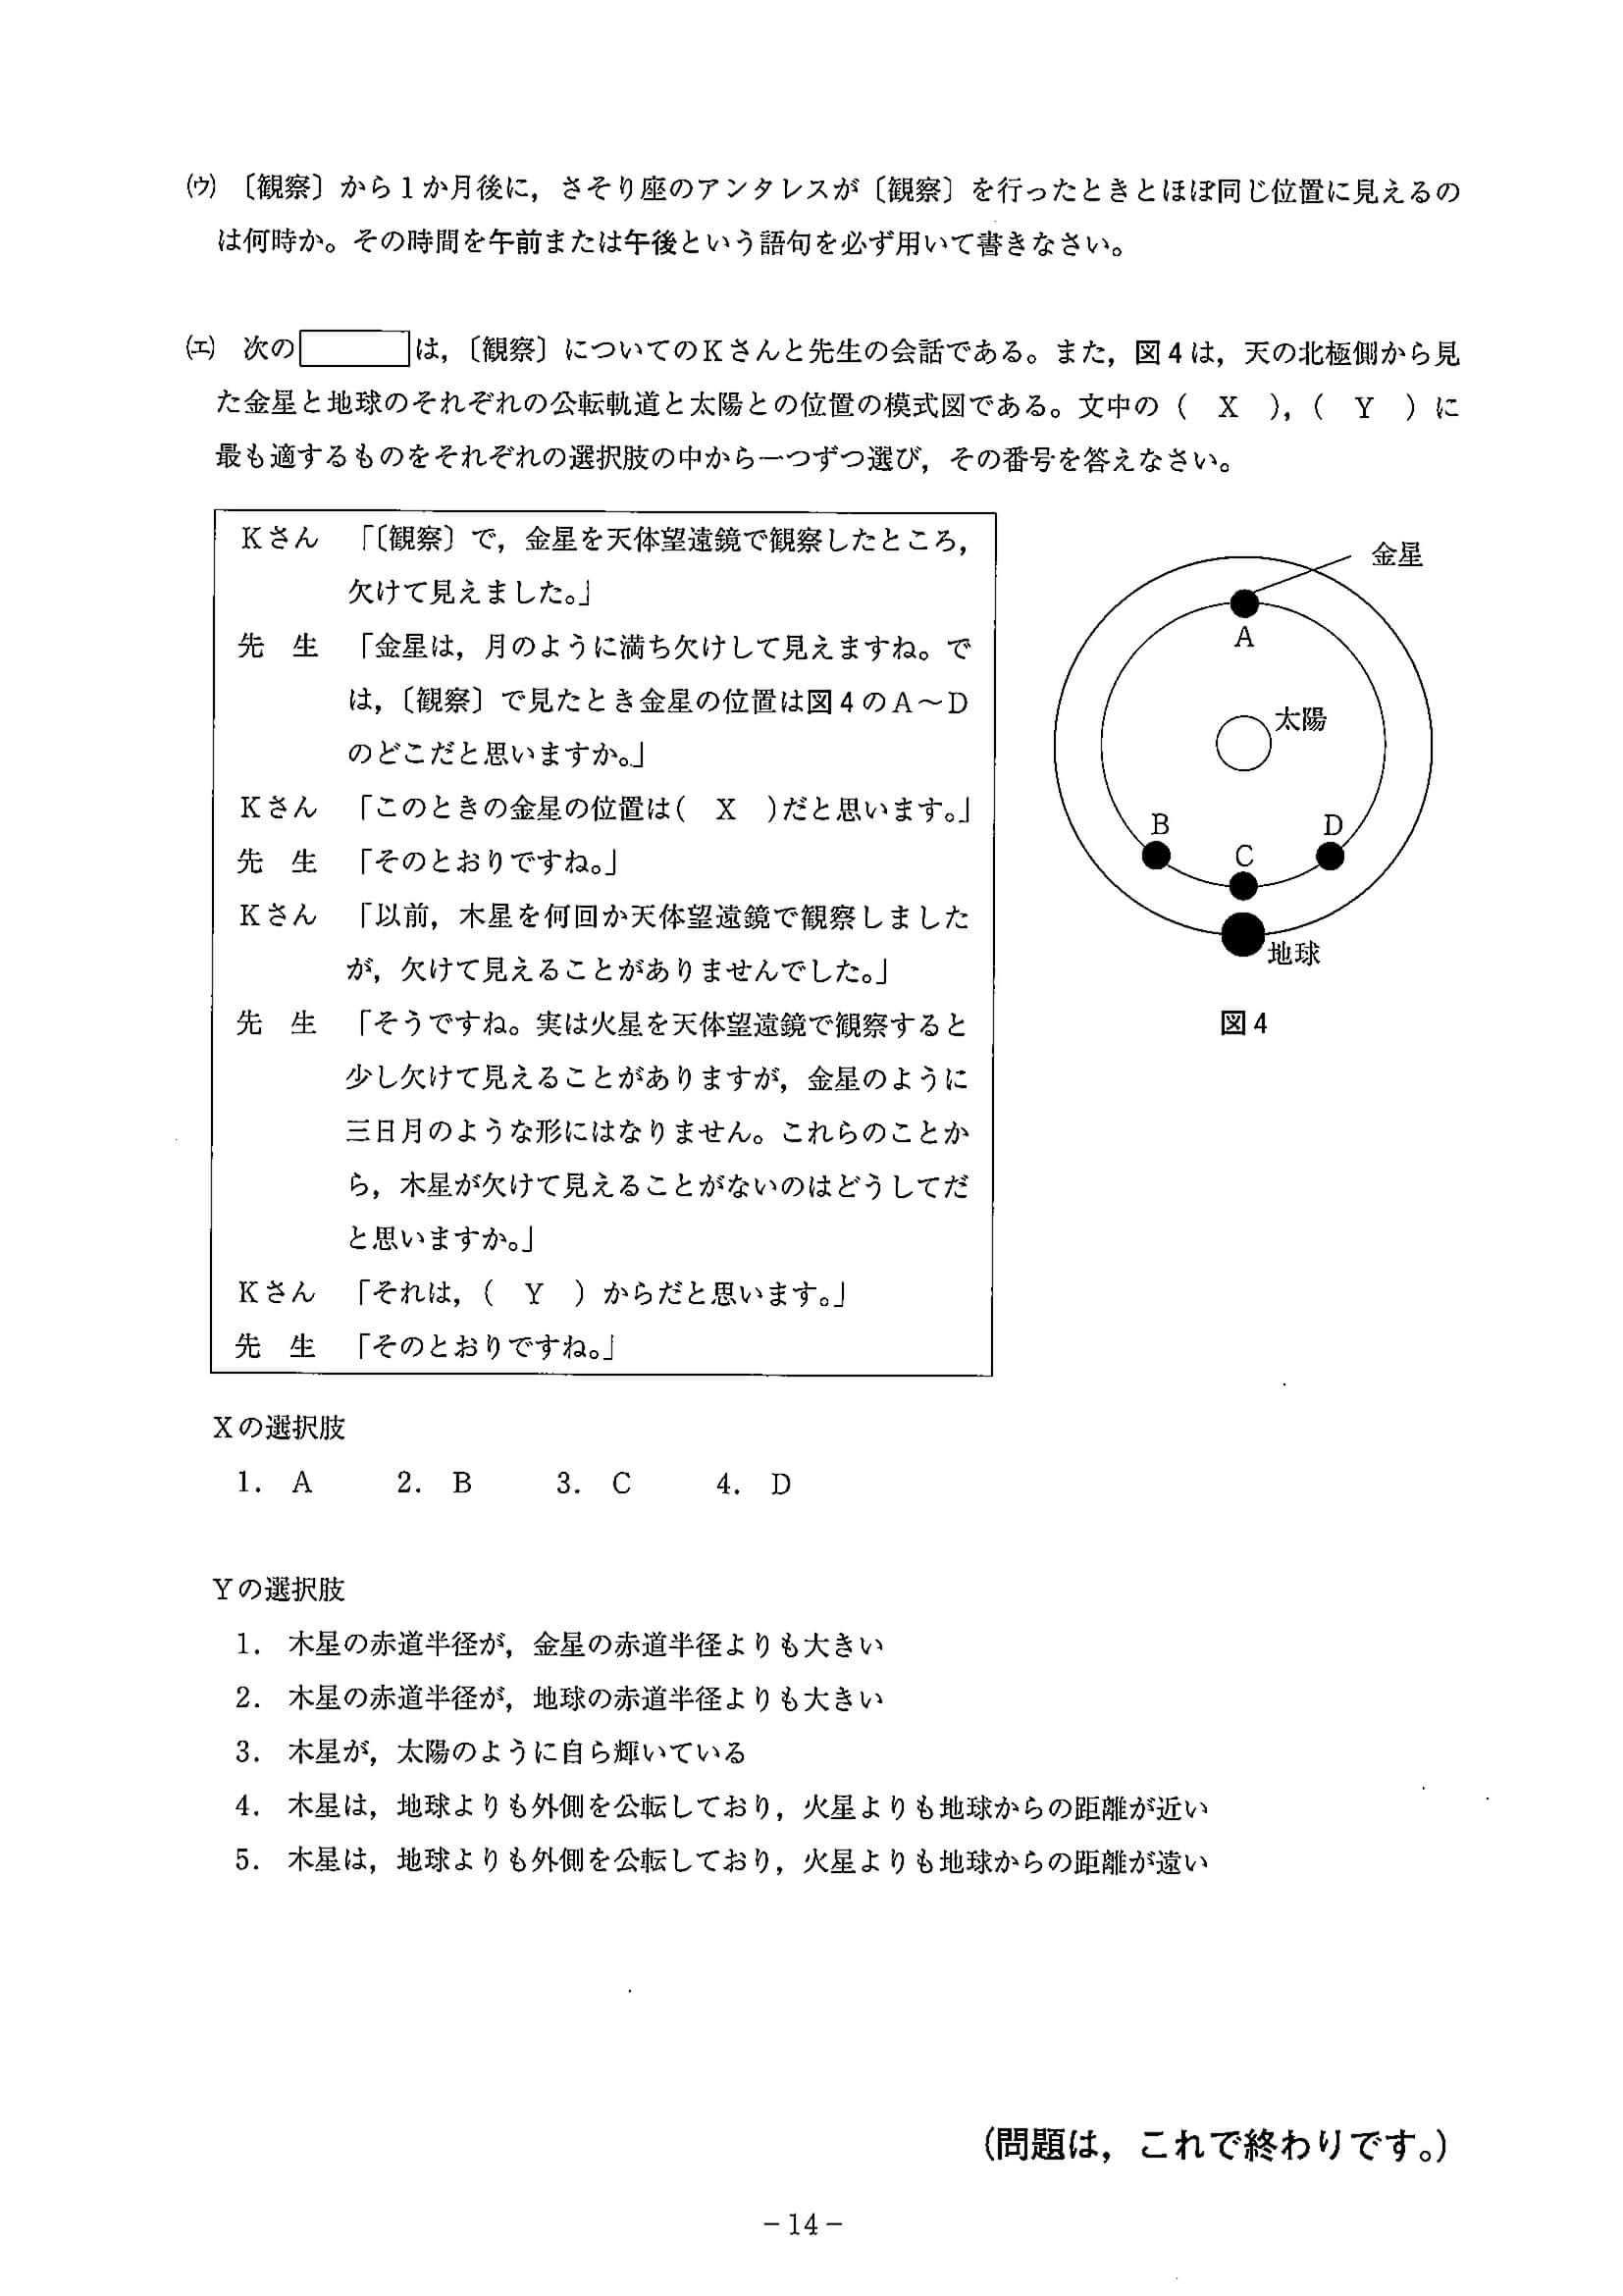 (ウ) 〔観察〕から1か月後に，さそり座のアンタレスが〔観察〕を行ったときとほぼ同じ位置に見えるの
は何時か。その時間を午前または午後という語句を必ず用いて書きなさい。
(エ) 次の　　　　は，〔観察〕についてのKさんと先生の会話である。また，図4は，天の北極側から見
た金星と地球のそれぞれの公転軌道と太陽との位置の模式図である。文中の（　X　），（　Y　）に
最も適するものをそれぞれの選択肢の中から一つずつ選び，その番号を答えなさい。
Kさん　「〔観察〕で，金星を天体望遠鏡で観察したところ，
欠けて見えました。」
先　生　「金星は，月のように満ち欠けして見えますね。で
は，〔観察〕で見たとき金星の位置は図4のA～D
のどこだと思いますか。」
Kさん　「このときの金星の位置は（　X　）だと思います。」
先　生　「そのとおりですね。」
Kさん　「以前，木星を何回か天体望遠鏡で観察しました
が，欠けて見えることがありませんでした。」
先　生　「そうですね。実は火星を天体望遠鏡で観察すると
少し欠けて見えることがありますが，金星のように
三日月のような形にはなりません。これらのことか
ら，木星が欠けて見えることがないのはどうしてだ
と思いますか。」
Kさん　「それは，（　Y　）からだと思います。」
先　生　「そのとおりですね。」
金星
A
太陽
B
C
D
地球
図4
Xの選択肢
1．A　　2．B　　3．C　　4．D
Yの選択肢
1．木星の赤道半径が，金星の赤道半径よりも大きい
2．木星の赤道半径が，地球の赤道半径よりも大きい
3．木星が，太陽のように自ら輝いている
4．木星は，地球よりも外側を公転しており，火星よりも地球からの距離が近い
5．木星は，地球よりも外側を公転しており，火星よりも地球からの距離が遠い
（問題は，これで終わりです。）
－14－